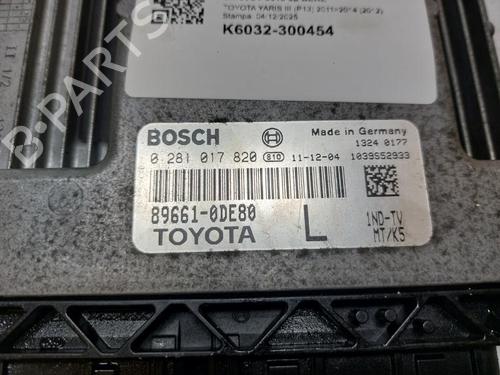 TOYOTA YARIS III (P13) 2011>2014 (2012)
Stampa: 04/12/2025
K6032-300454
BOSCH
Made in Germany
1324 0177
0 281 017 820 810 11-12-04 1039S52933
89661-0DE80
TOYOTA
L
1ND-TV
MT/K5
B-PARTS